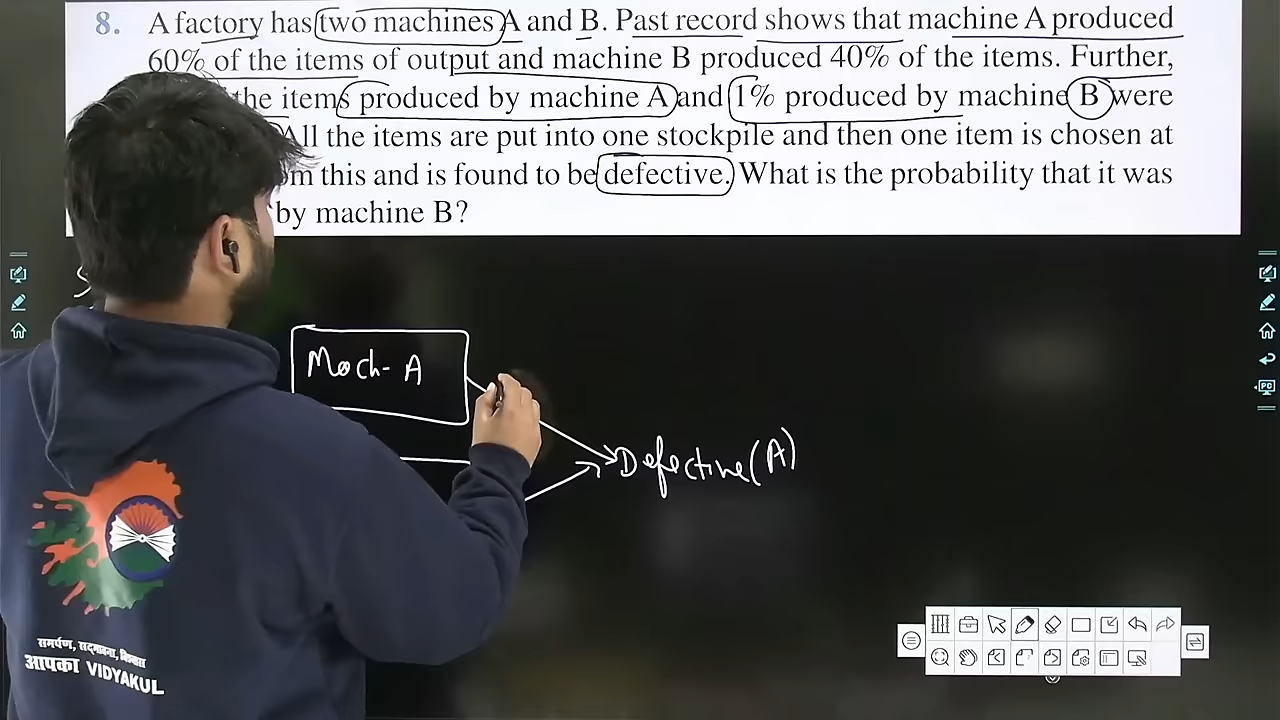 8. A factory has two machines A and B. Past record shows that machine A produced
60% of the items of output and machine B produced 40% of the items. Further,
the items produced by machine A and 1% produced by machine B were
All the items are put into one stockpile and then one item is chosen at
this and is found to be defective. What is the probability that it was
by machine B?
Mach- A
Defective (A)
समर्पण, सद्भावना,
आपका VIDYAKUL
PD